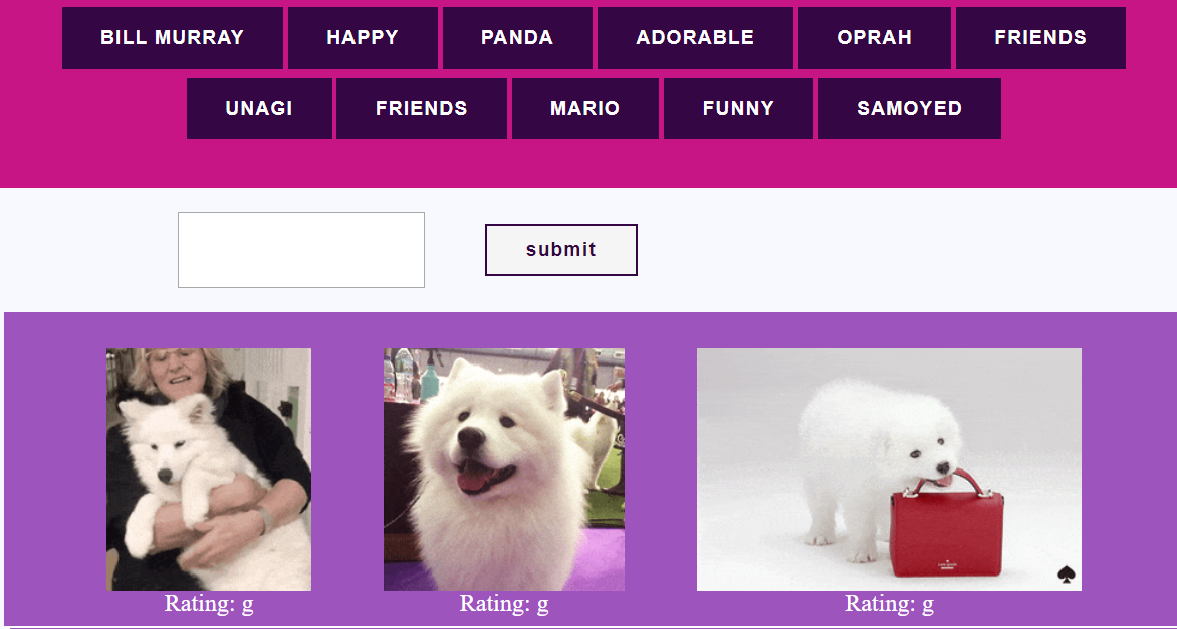 BILL MURRAY HAPPY PANDA ADORABLE OPRAH FRIENDS
UNAGI FRIENDS MARIO FUNNY SAMOYED
submit
Rating: g Rating: g Rating: g